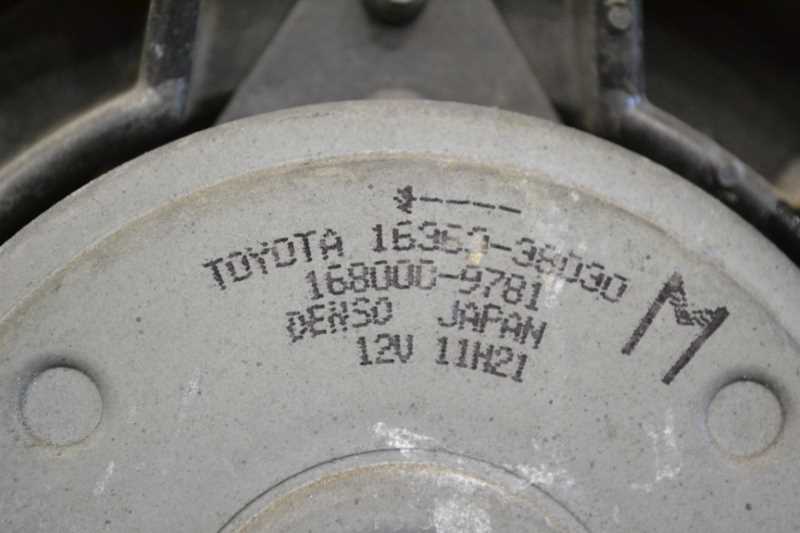 TOYOTA 16363-38030
168000-9781
DENSO JAPAN
12V 11H21
M